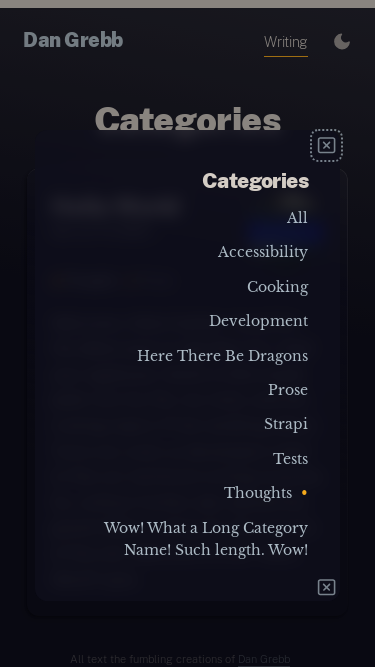 Dan Grebb
Writing
Categories
Categories
All
Accessibility
Cooking
Development
Here There Be Dragons
Prose
Strapi
Tests
Thoughts •
Wow! What a Long Category
Name! Such length. Wow!
All text the fumbling creations of Dan Grebb